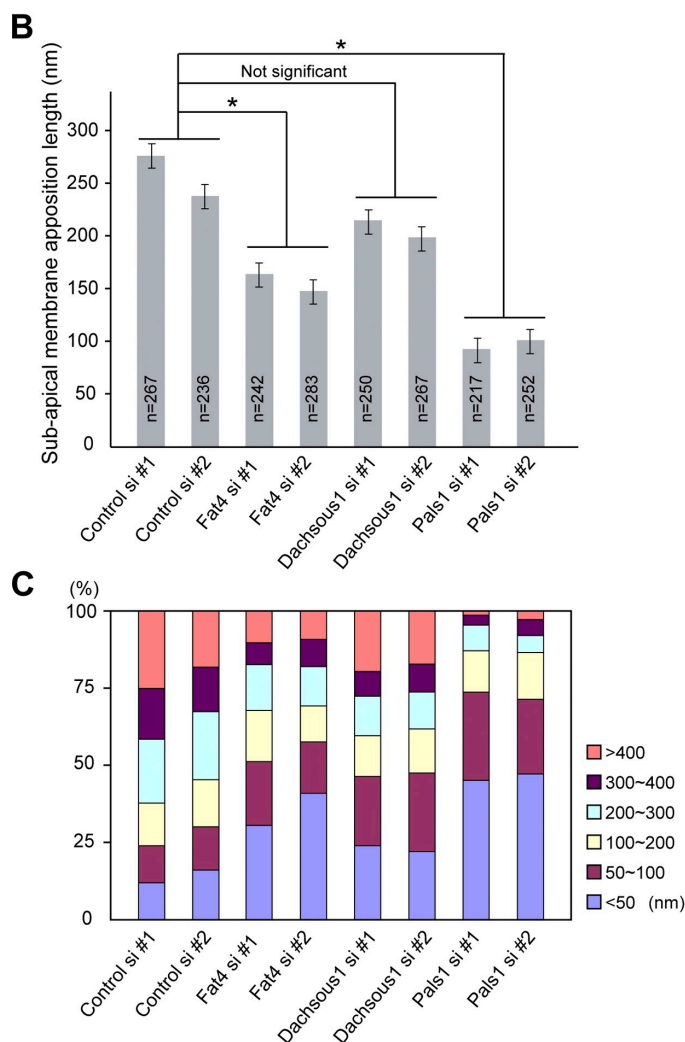 B
Sub-apical membrane apposition length (nm)
*
Not significant
*
300
250
200
150
100
50
0
n=267
n=236
n=242
n=283
n=250
n=267
n=217
n=252
Control si #1
Control si #2
Fat4 si #1
Fat4 si #2
Dachsous1 si #1
Dachsous1 si #2
Pals1 si #1
Pals1 si #2
C
(%)
100
75
50
25
0
>400
300~400
200~300
100~200
50~100
<50 (nm)
Control si #1
Control si #2
Fat4 si #1
Fat4 si #2
Dachsous1 si #1
Dachsous1 si #2
Pals1 si #1
Pals1 si #2